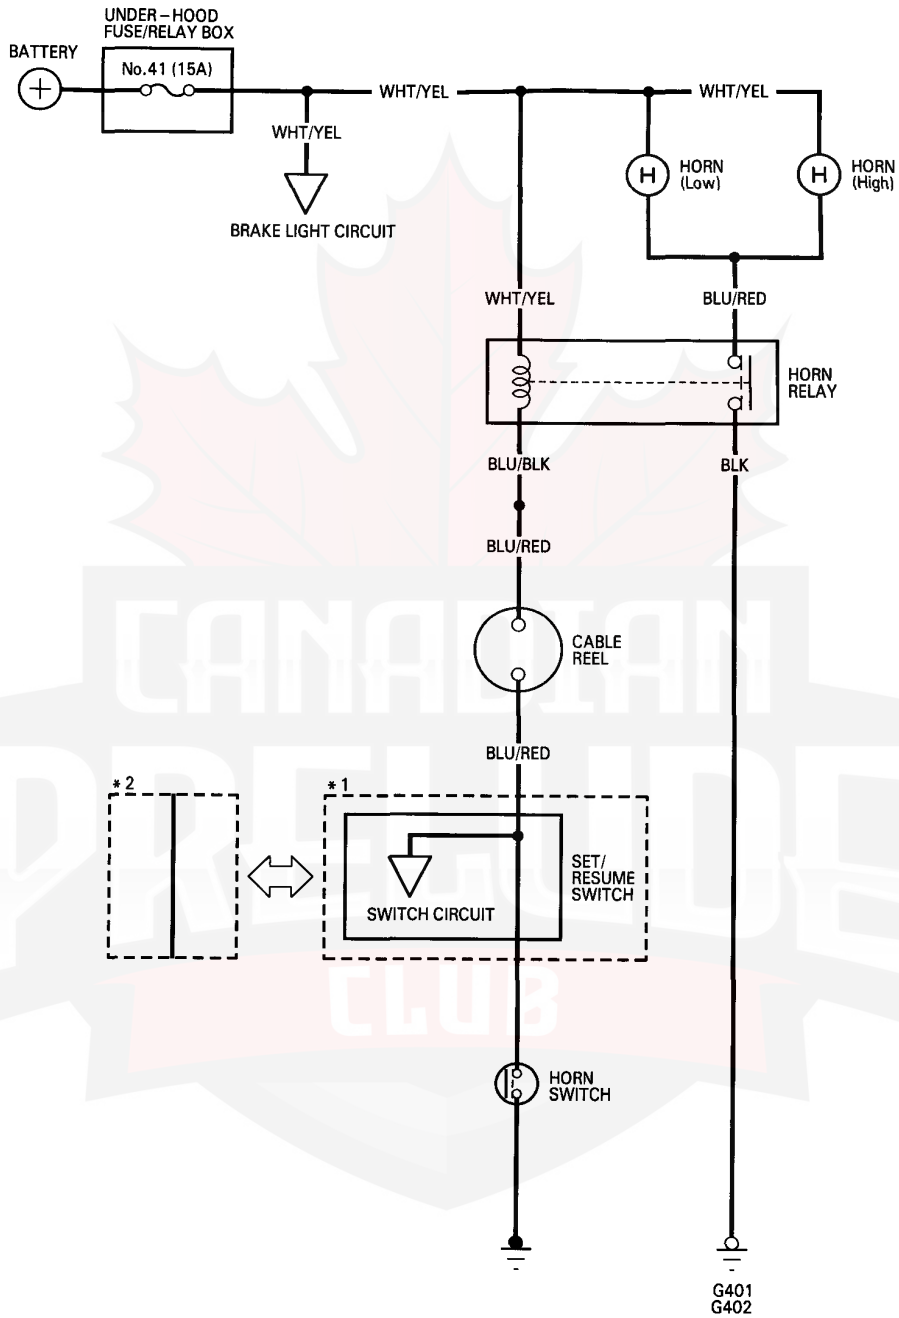 UNDER-HOOD
FUSE/RELAY BOX
BATTERY
No.41 (15A)
WHT/YEL
WHT/YEL
WHT/YEL
BRAKE LIGHT CIRCUIT
H
HORN
(Low)
H
HORN
(High)
WHT/YEL
BLU/RED
HORN
RELAY
BLU/BLK
BLK
BLU/RED
CABLE
REEL
BLU/RED
*2
*1
SET/
RESUME
SWITCH
SWITCH CIRCUIT
HORN
SWITCH
G401
G402
CANADIAN
PRELUDE
CLUB